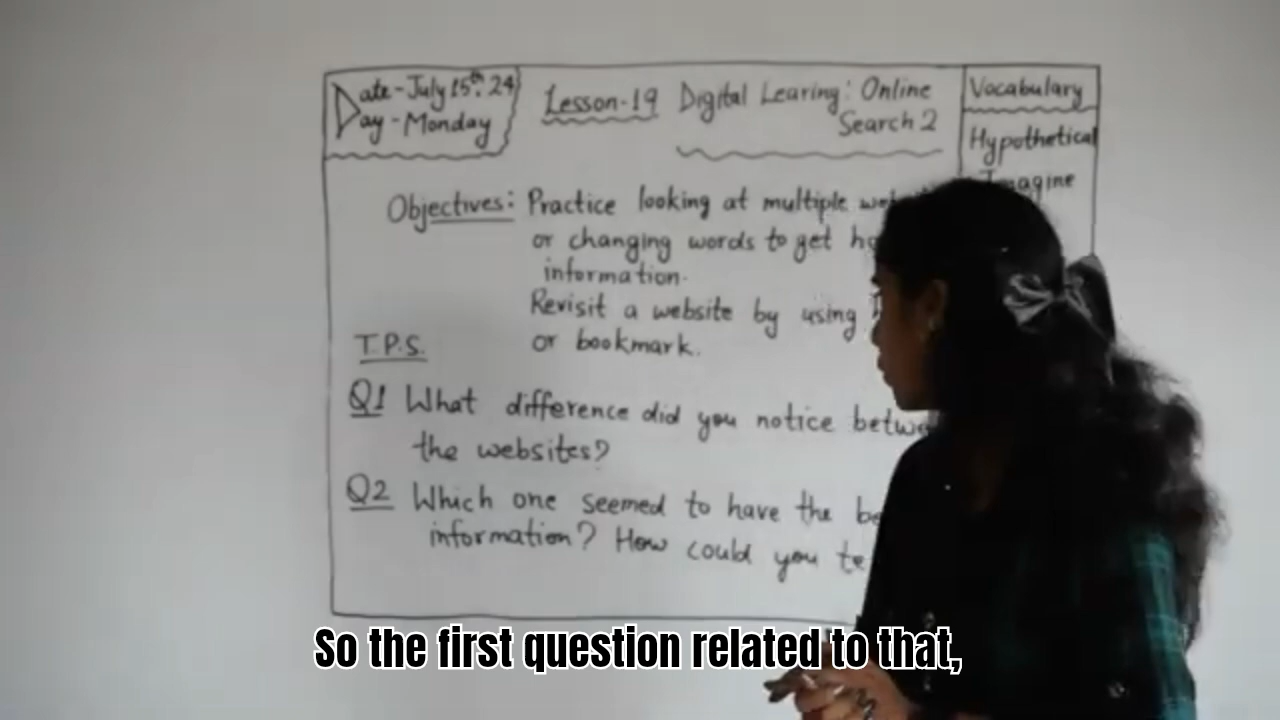 Date - July 15th, 24
Day - Monday
Lesson-19 Digital Learing: Online
Search 2
Vocabulary
Hypothetical
Imagine
Objectives: Practice looking at multiple
or changing words to get
information.
Revisit a website by using
or bookmark.
T.P.S.
Q1 What difference did you notice
the websites?
Q2 Which one seemed to have the
information? How could you
So the first question related to that,